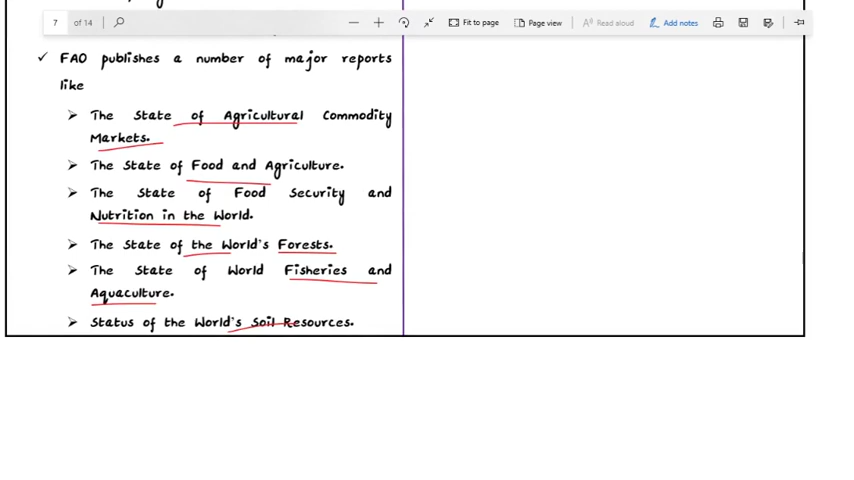 7 of 14
Fit to page
Page view
Read aloud
Add notes
✓ FAO publishes a number of major reports
like
➢ The State of Agricultural Commodity
Markets.
➢ The State of Food and Agriculture.
➢ The State of Food Security and
Nutrition in the World.
➢ The State of the World's Forests.
➢ The State of World Fisheries and
Aquaculture.
➢ Status of the World's Soil Resources.